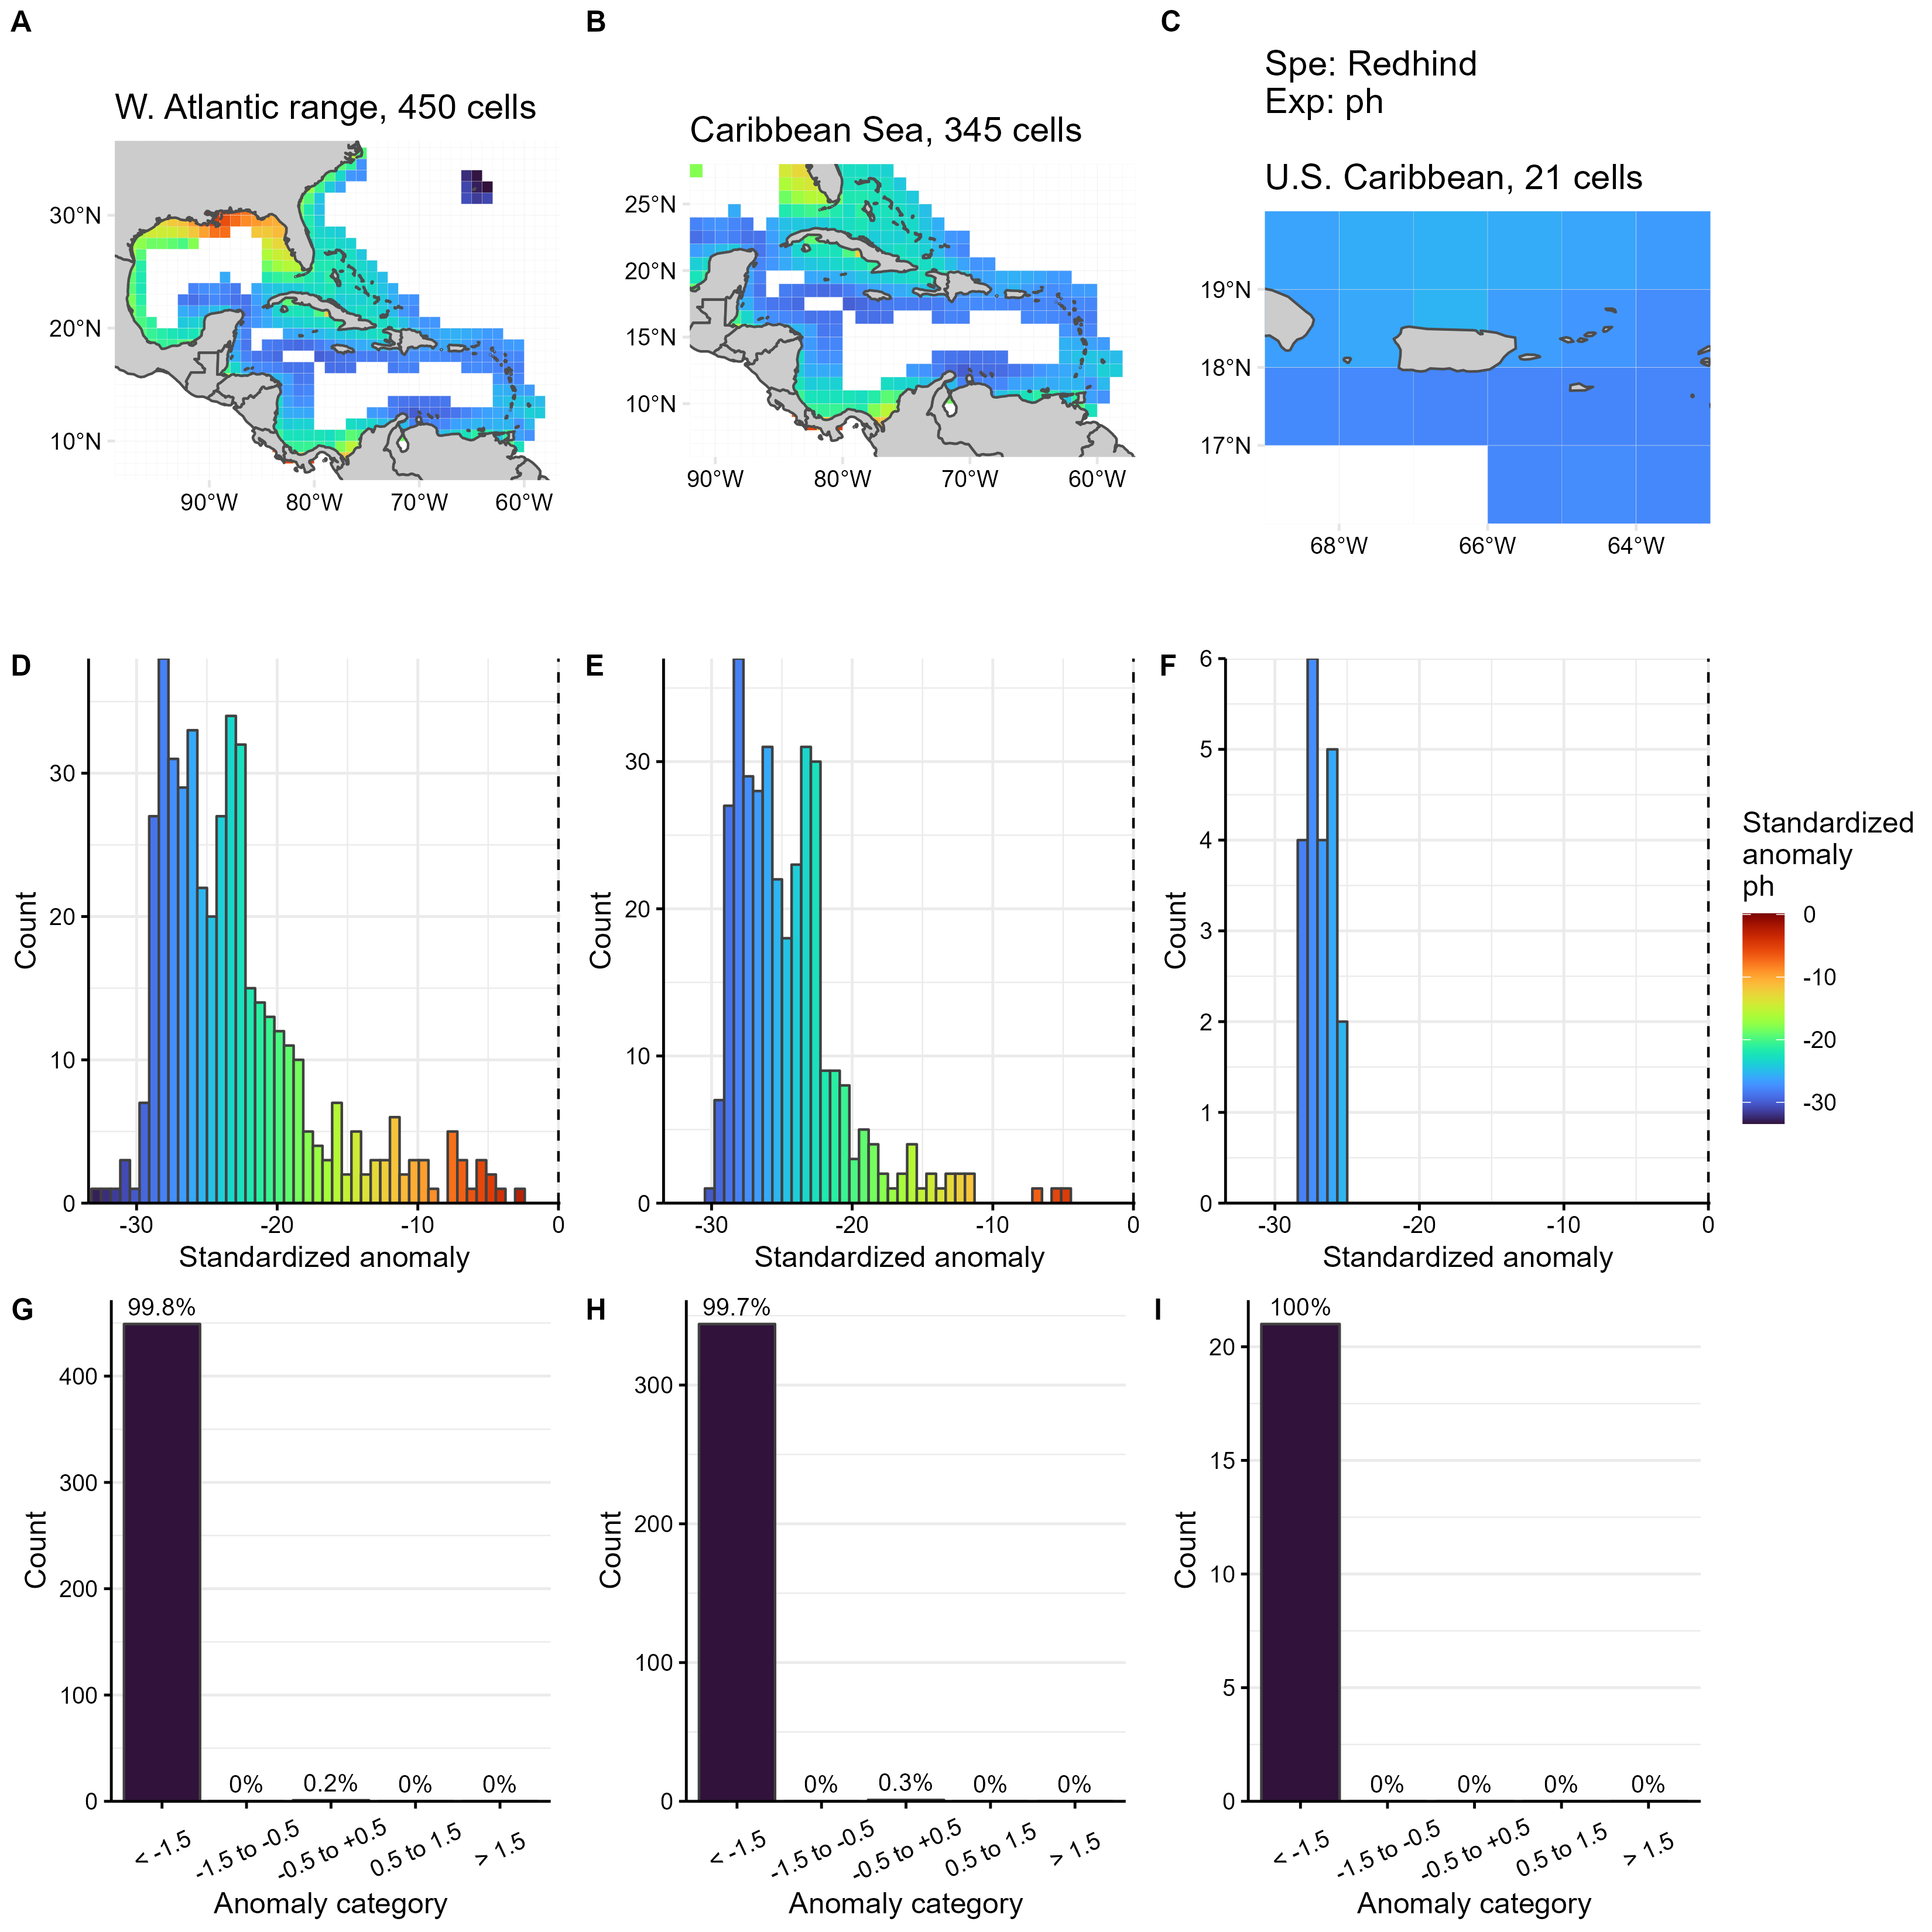 A
B
C
Spe: Redhind
Exp: ph
W. Atlantic range, 450 cells
Caribbean Sea, 345 cells
U.S. Caribbean, 21 cells
30°N
20°N
10°N
90°W
80°W
70°W
60°W
25°N
20°N
15°N
10°N
90°W
80°W
70°W
60°W
19°N
18°N
17°N
68°W
66°W
64°W
D
30
20
10
0
Count
-30
-20
-10
0
Standardized anomaly
E
30
20
10
0
Count
-30
-20
-10
0
Standardized anomaly
F
6
5
4
3
2
1
0
Count
-30
-20
-10
0
Standardized anomaly
Standardized
anomaly
ph
0
-10
-20
-30
G
99.8%
0%
0.2%
0%
0%
400
300
200
100
0
Count
< -1.5
-1.5 to -0.5
-0.5 to +0.5
0.5 to 1.5
> 1.5
Anomaly category
H
99.7%
0%
0.3%
0%
0%
300
200
100
0
Count
< -1.5
-1.5 to -0.5
-0.5 to +0.5
0.5 to 1.5
> 1.5
Anomaly category
I
100%
0%
0%
0%
0%
20
15
10
5
0
Count
< -1.5
-1.5 to -0.5
-0.5 to +0.5
0.5 to 1.5
> 1.5
Anomaly category